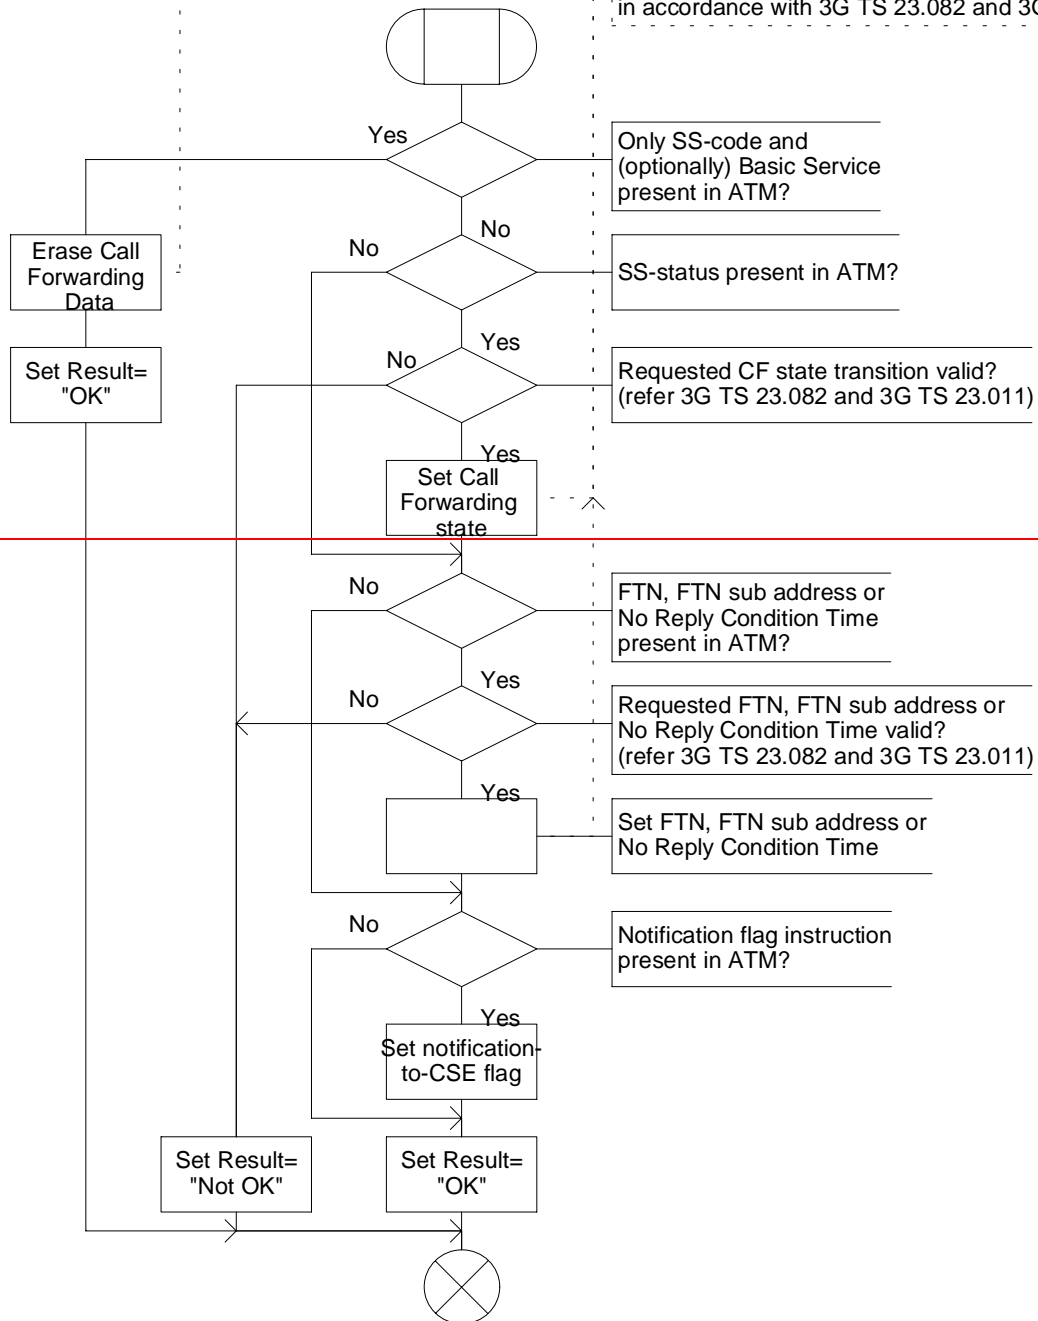 in accordance with 3G TS 23.082 and 3G
Yes
Only SS-code and
(optionally) Basic Service
present in ATM?
No
Erase Call
Forwarding
Data
No
SS-status present in ATM?
Yes
Set Result=
"OK"
No
Requested CF state transition valid?
(refer 3G TS 23.082 and 3G TS 23.011)
Yes
Set Call
Forwarding
state
No
FTN, FTN sub address or
No Reply Condition Time
present in ATM?
Yes
No
Requested FTN, FTN sub address or
No Reply Condition Time valid?
(refer 3G TS 23.082 and 3G TS 23.011)
Yes
Set FTN, FTN sub address or
No Reply Condition Time
No
Notification flag instruction
present in ATM?
Yes
Set notification-
to-CSE flag
Set Result=
"Not OK"
Set Result=
"OK"